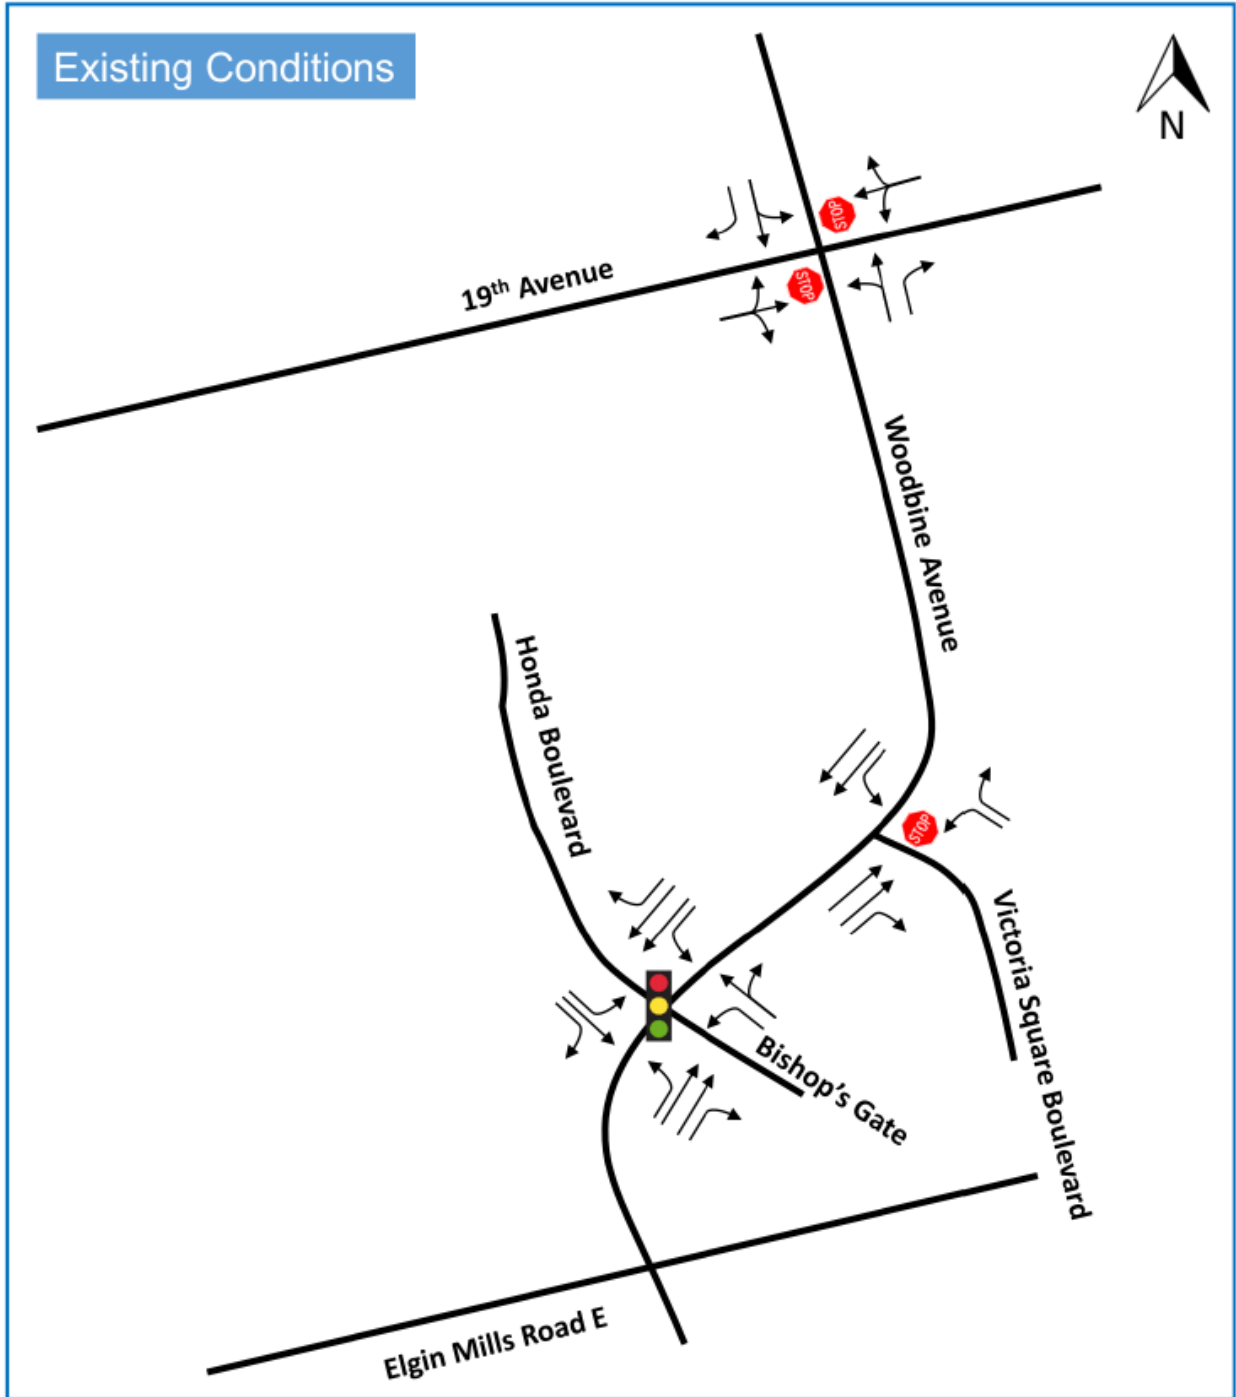 Existing Conditions
N
STOP
19th Avenue
STOP
Woodbine Avenue
Honda Boulevard
STOP
Victoria Square Boulevard
Bishop's Gate
Elgin Mills Road E